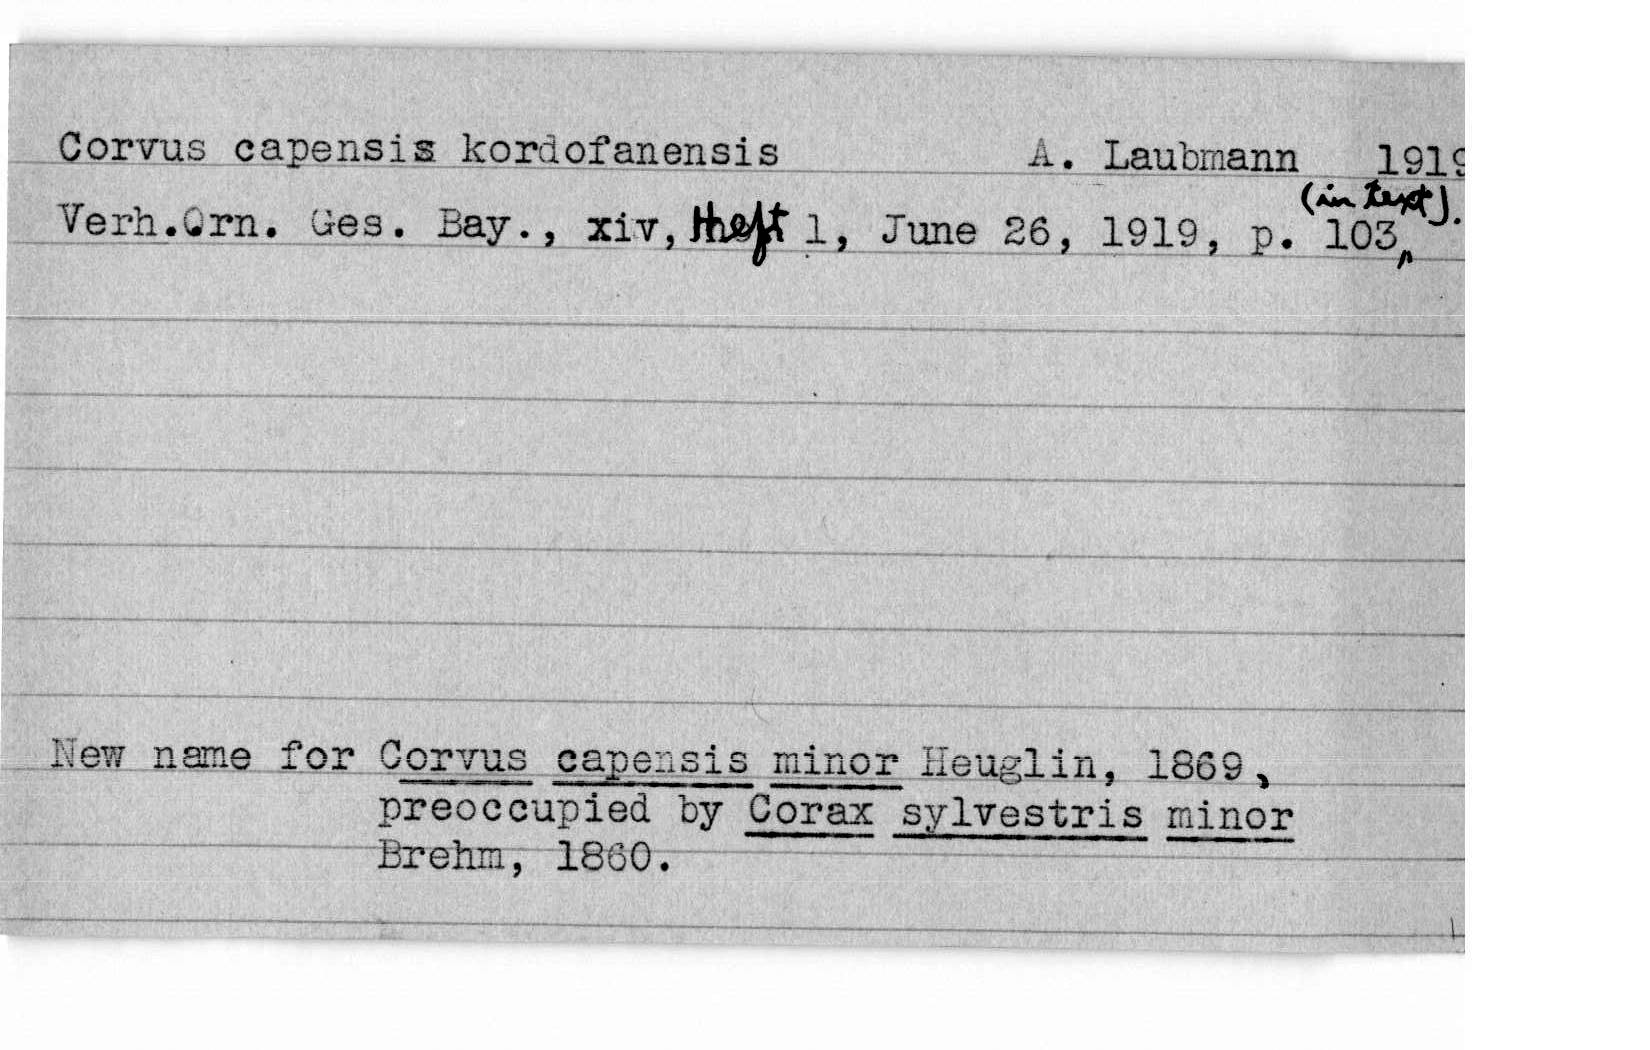 Corvus capensis kordofanensis A. Laubmann 1919
Verh.Orn. Ges. Bay., xiv, heft 1, June 26, 1919, p. 103, (in text).
New name for Corvus capensis minor Heuglin, 1869,
preoccupied by Corax sylvestris minor
Brehm, 1860.